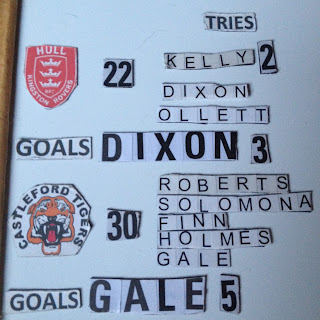 TRIES
HULL
KINGSTON ROVERS
22
KELLY 2
DIXON
OLLETT
GOALS DIXON 3
CASTLEFORD TIGERS
30
ROBERTS
SOLOMONA
FINN
HOLMES
GALE
GOALS GALE 5